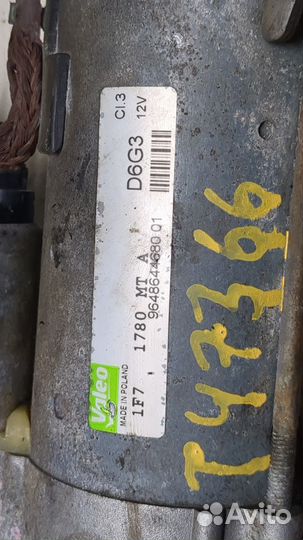 Valeo
MADE IN POLAND
D6G3
Cl.3
12V
1F7 1780 MT A
9648644680 01
T47366
Avito